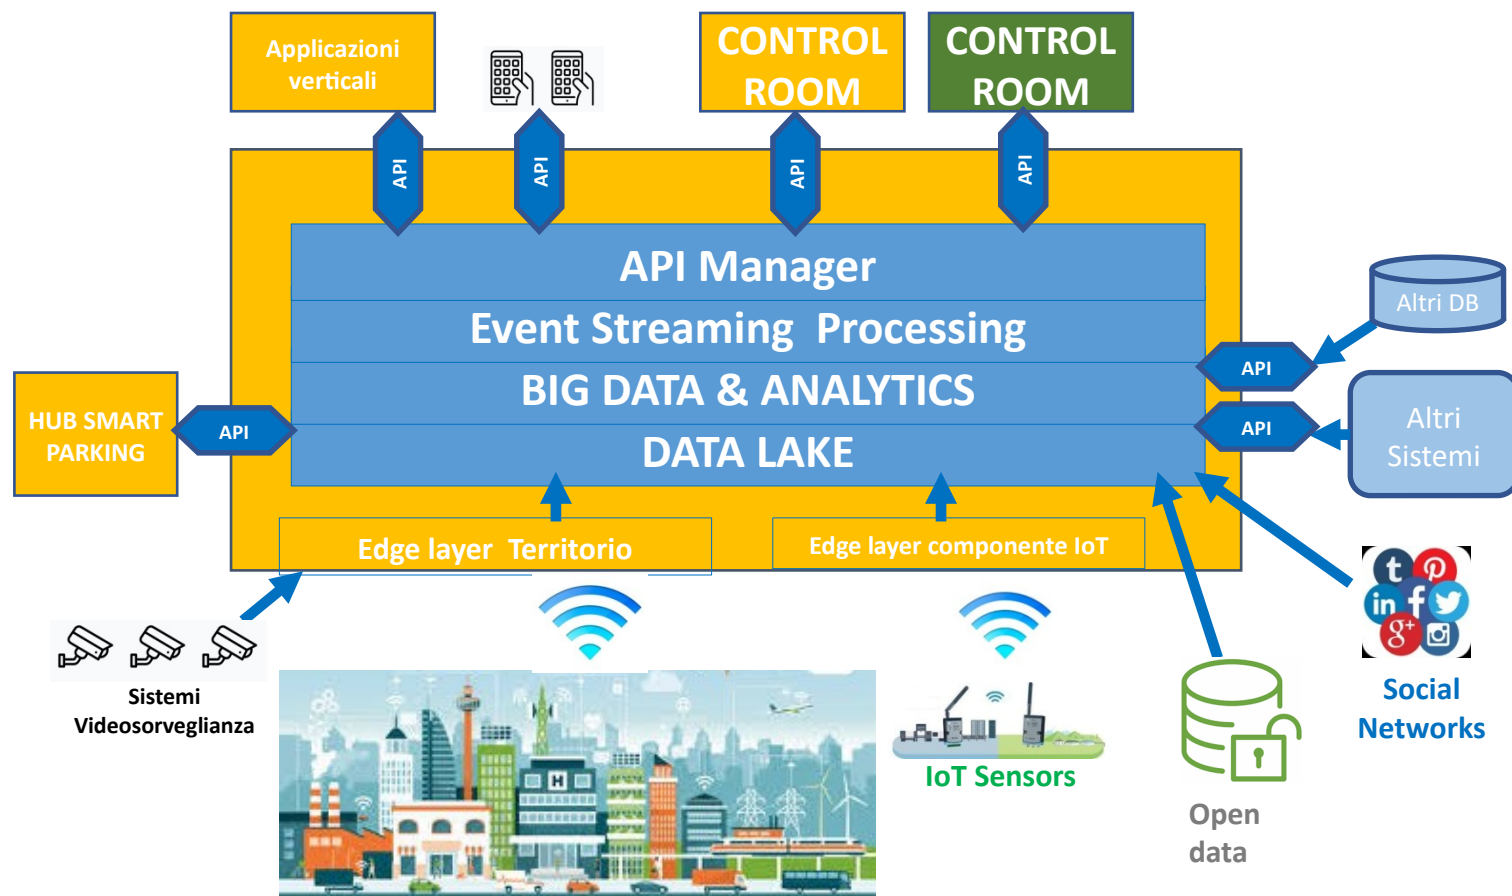 Applicazioni
verticali
CONTROL
ROOM
CONTROL
ROOM
API
API
API
API
API Manager
Event Streaming Processing
BIG DATA & ANALYTICS
DATA LAKE
Altri DB
API
API
Altri
Sistemi
HUB SMART
PARKING
API
Edge layer Territorio
Edge layer componente IoT
Sistemi
Videosorveglianza
H
IoT Sensors
t
in
f
g+
Social
Networks
Open
data